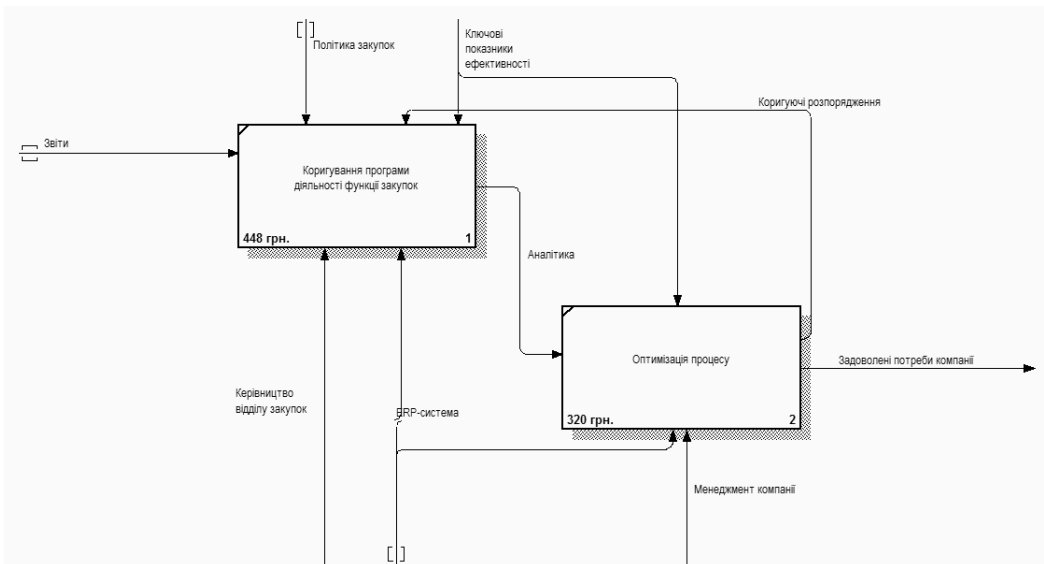 Політика закупок
Ключові
показники
ефективності
Коригуючі розпорядження
Звіти
Коригування програми
діяльності функції закупок
448 грн.
1
Аналітика
Оптимізація процесу
320 грн.
2
Задоволені потреби компанії
Керівництво
відділу закупок
ERP-система
Менеджмент компанії